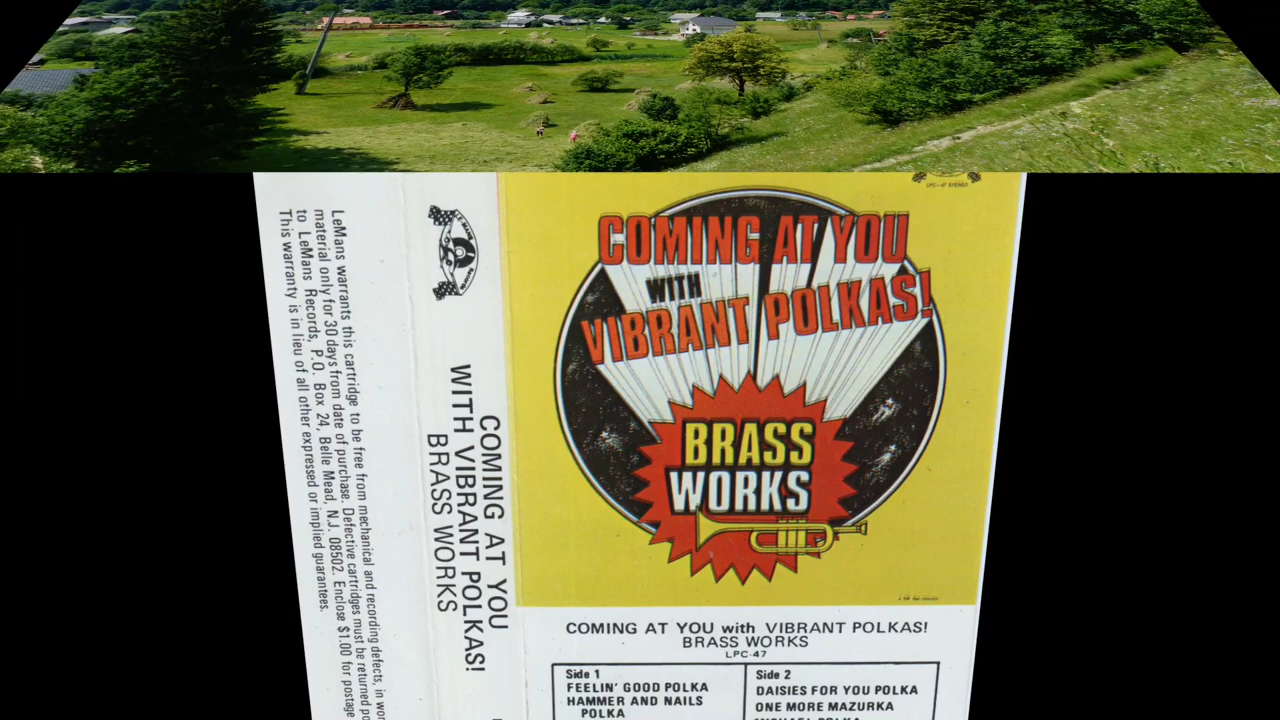 LeMans warrants this cartridge to be free from mechanical and recording defects, in
material only for 30 days from date of purchase. Defective cartridges must be returned
to LeMans Records, P.O. Box 24, Belle Mead, N.J. 08502. Enclose $1.00 for postage
This warranty is in lieu of all other expressed or implied guarantees.
COMING AT YOU
WITH VIBRANT POLKAS!
BRASS WORKS
LPC-47 STEREO
COMING AT YOU
WITH
VIBRANT POLKAS!
BRASS
WORKS
COMING AT YOU with VIBRANT POLKAS!
BRASS WORKS
LPC-47
Side 1
FEELIN' GOOD POLKA
HAMMER AND NAILS
POLKA
Side 2
DAISIES FOR YOU POLKA
ONE MORE MAZURKA